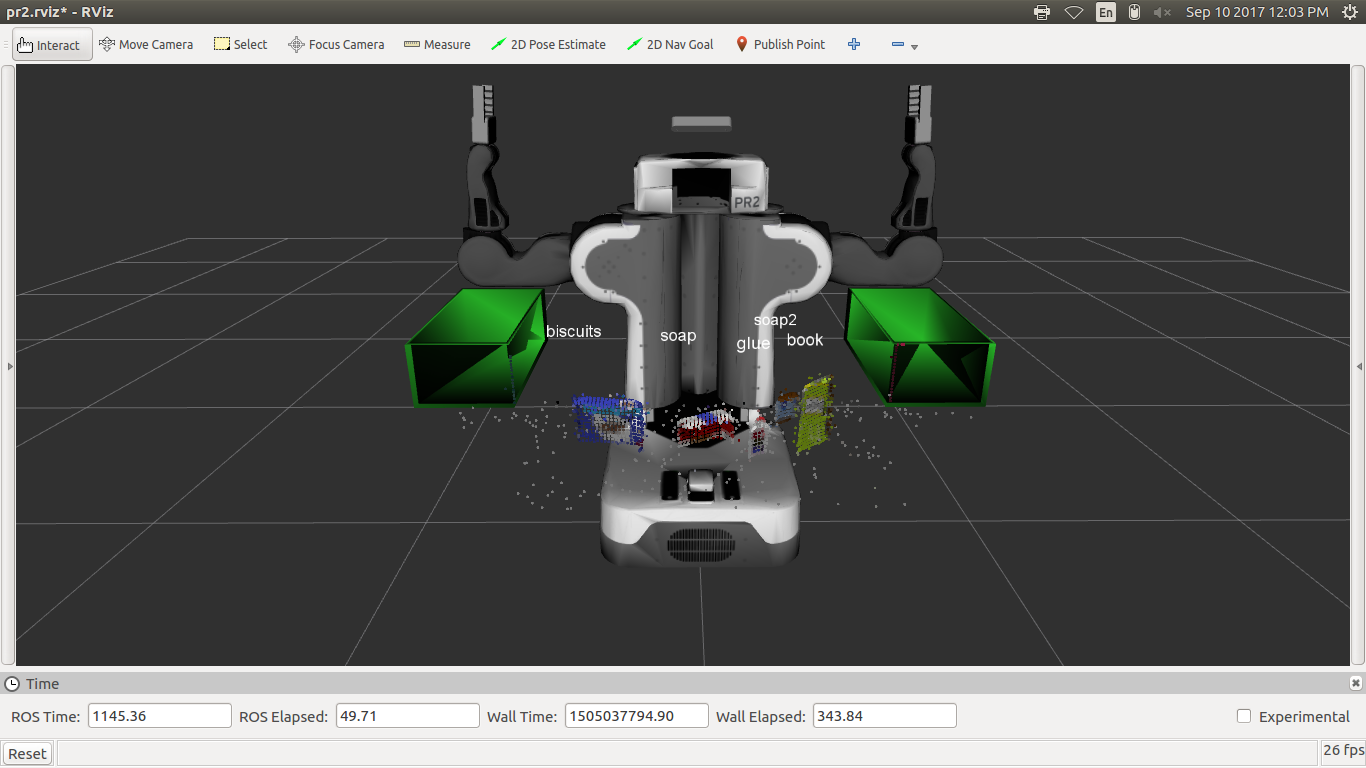 pr2.rviz* - RViz
En
Sep 10 2017 12:03 PM
Interact
Move Camera
Select
Focus Camera
Measure
2D Pose Estimate
2D Nav Goal
Publish Point
PR2
soap2
biscuits
soap
glue
book
Time
ROS Time: 1145.36
ROS Elapsed: 49.71
Wall Time: 1505037794.90
Wall Elapsed: 343.84
Experimental
Reset
26 fps